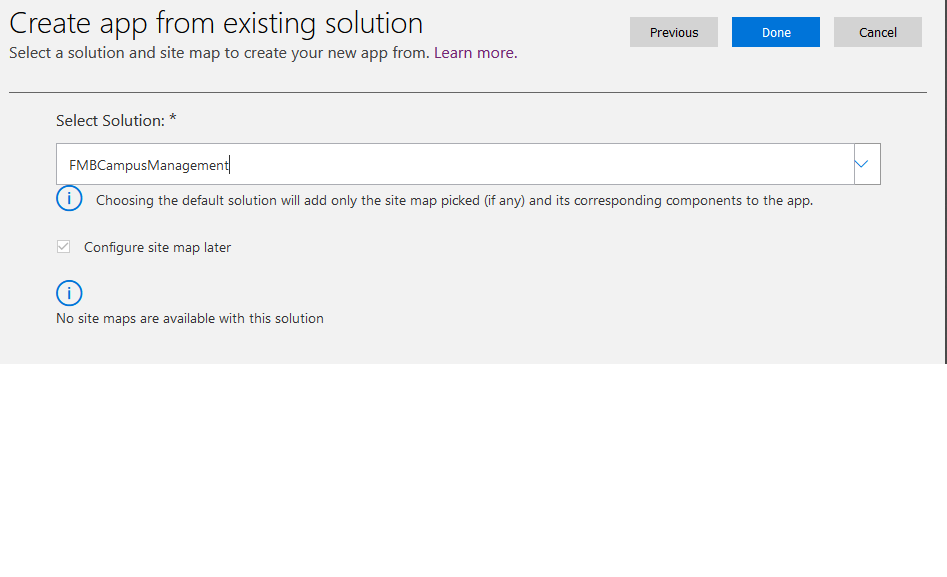 Create app from existing solution
Select a solution and site map to create your new app from. Learn more.
Previous
Done
Cancel
Select Solution: *
FMBCampusManagement
Choosing the default solution will add only the site map picked (if any) and its corresponding components to the app.
Configure site map later
No site maps are available with this solution